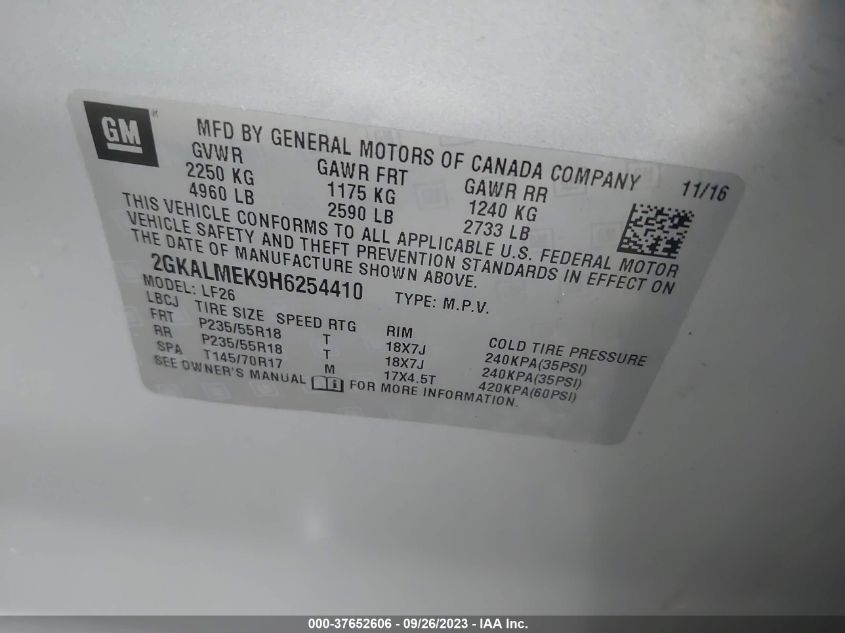 GM
MFD BY GENERAL MOTORS OF CANADA COMPANY 11/16
GVWR GAWR FRT GAWR RR
2250 KG 1175 KG 1240 KG
4960 LB 2590 LB 2733 LB
THIS VEHICLE CONFORMS TO ALL APPLICABLE U.S. FEDERAL MOTOR
VEHICLE SAFETY AND THEFT PREVENTION STANDARDS IN EFFECT ON
THE DATE OF MANUFACTURE SHOWN ABOVE.
2GKALMEK9H6254410 TYPE: M.P.V.
MODEL: LF26
LBCJ TIRE SIZE SPEED RTG RIM COLD TIRE PRESSURE
FRT P235/55R18 T 18X7J 240KPA(35PSI)
RR P235/55R18 T 18X7J 240KPA(35PSI)
SPA T145/70R17 M 17X4.5T 420KPA(60PSI)
SEE OWNER'S MANUAL FOR MORE INFORMATION.
000-37652606 - 09/26/2023 - IAA Inc.